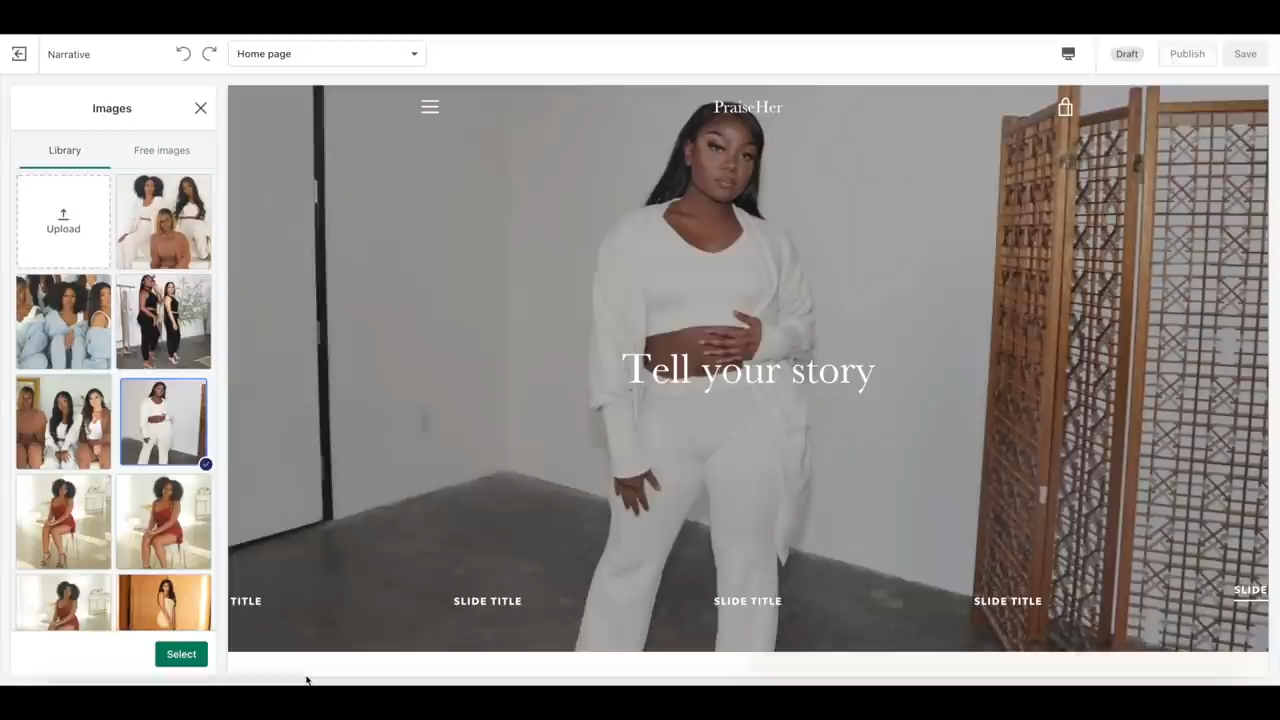 Narrative
Home page
Draft
Publish
Save
Images
Library
Free images
Upload
Select
PraiseHer
Tell your story
TITLE
SLIDE TITLE
SLIDE TITLE
SLIDE TITLE
SLIDE